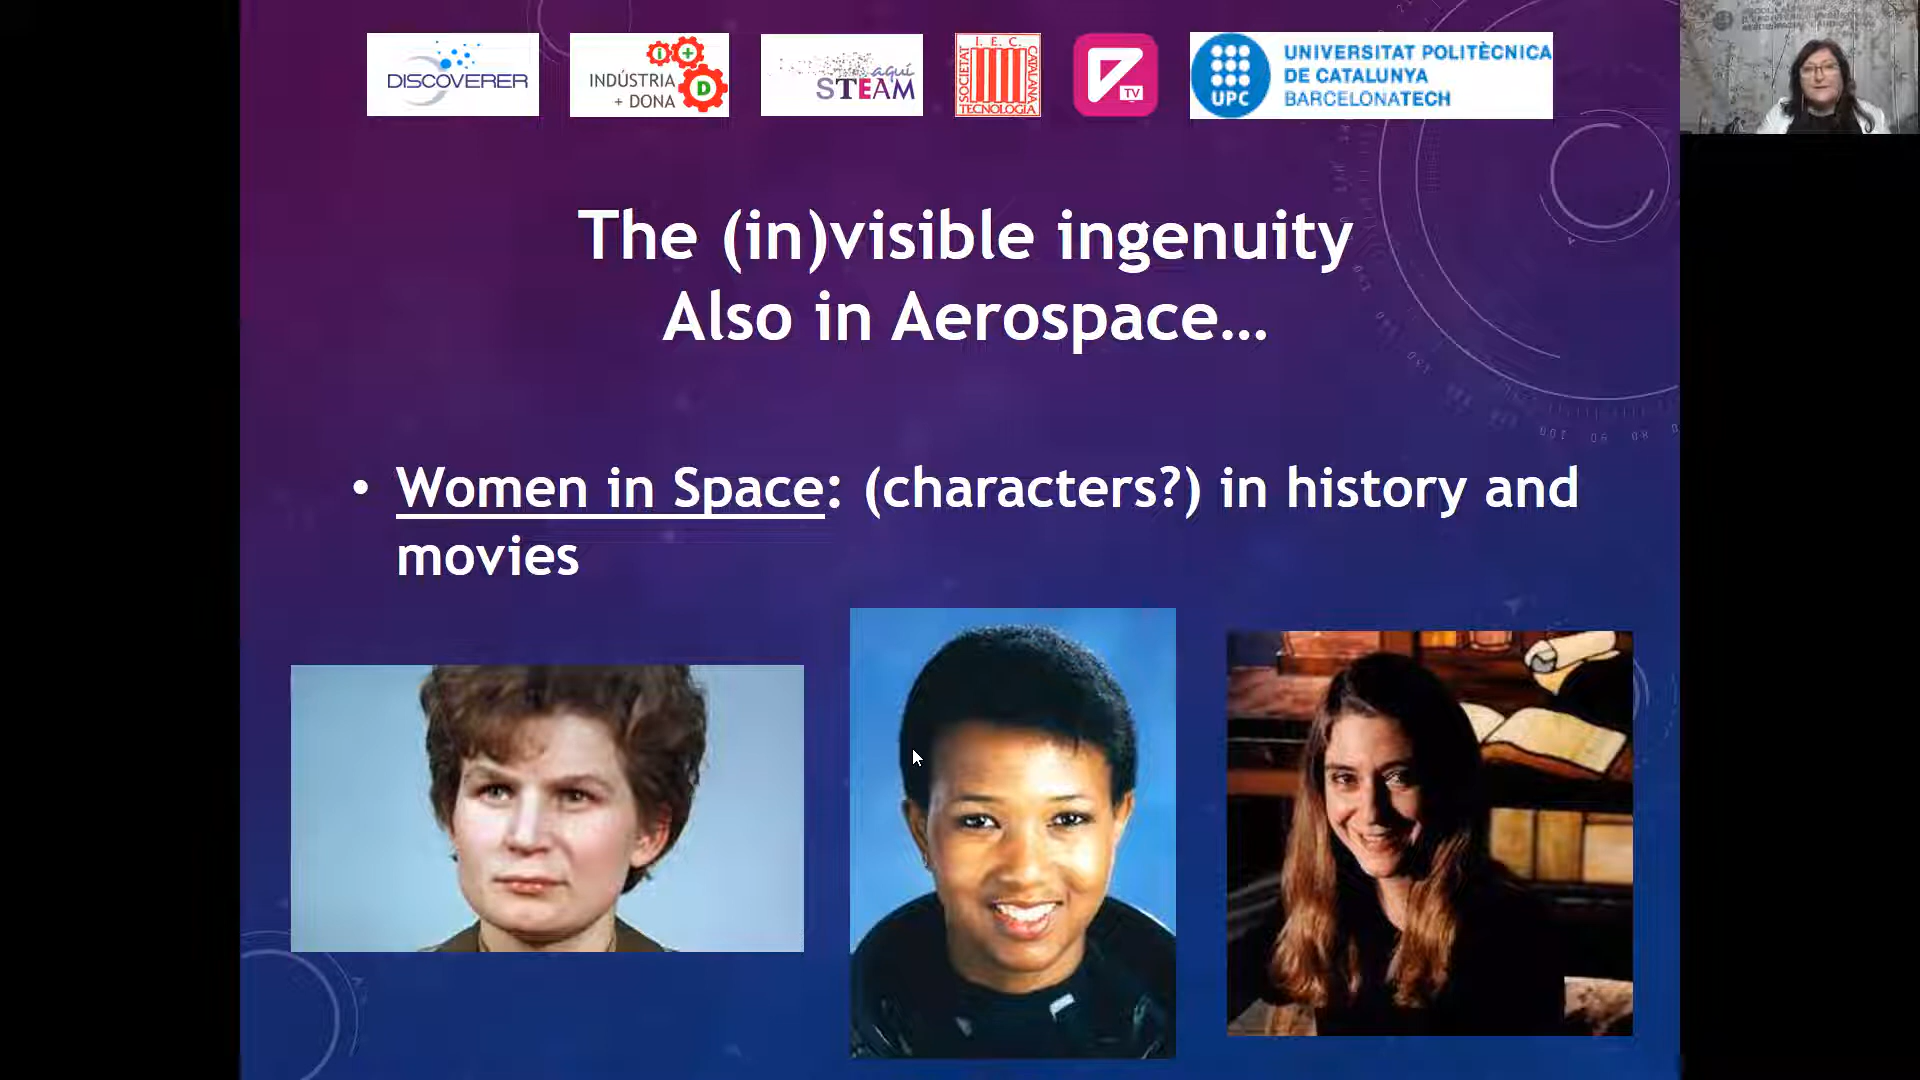 DISCOVERER
INDÚSTRIA
+ DONA
i + D
aquí
STEAM
I. E. C.
SOCIETAT
CATALANA
TECNOLOGIA
TV
UPC
UNIVERSITAT POLITÈCNICA
DE CATALUNYA
BARCELONATECH
The (in)visible ingenuity
Also in Aerospace…
• Women in Space: (characters?) in history and
movies